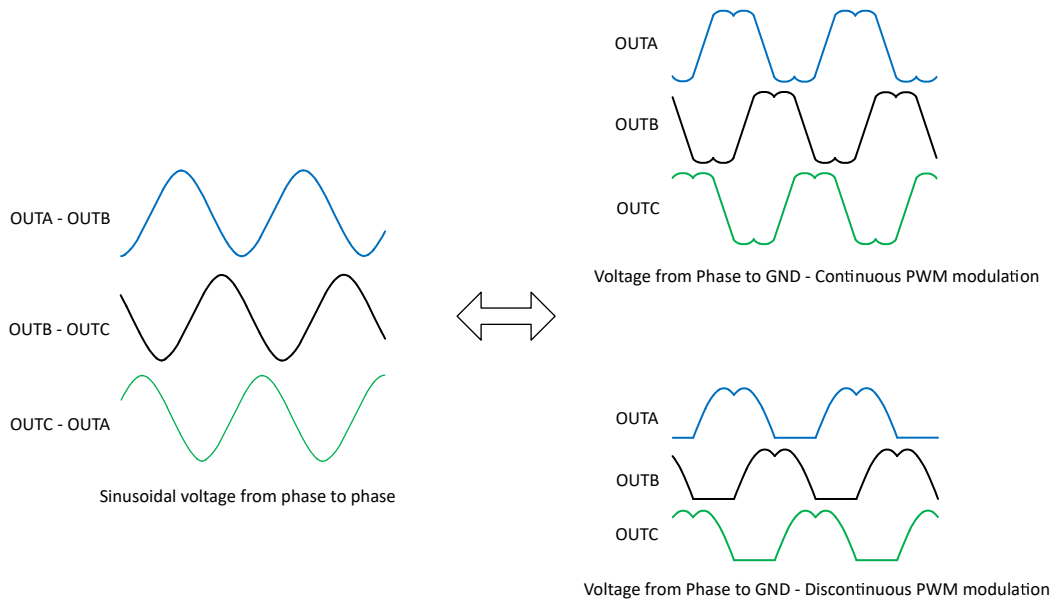 OUTA - OUTB
OUTB - OUTC
OUTC - OUTA
Sinusoidal voltage from phase to phase
OUTA
OUTB
OUTC
Voltage from Phase to GND - Continuous PWM modulation
OUTA
OUTB
OUTC
Voltage from Phase to GND - Discontinuous PWM modulation